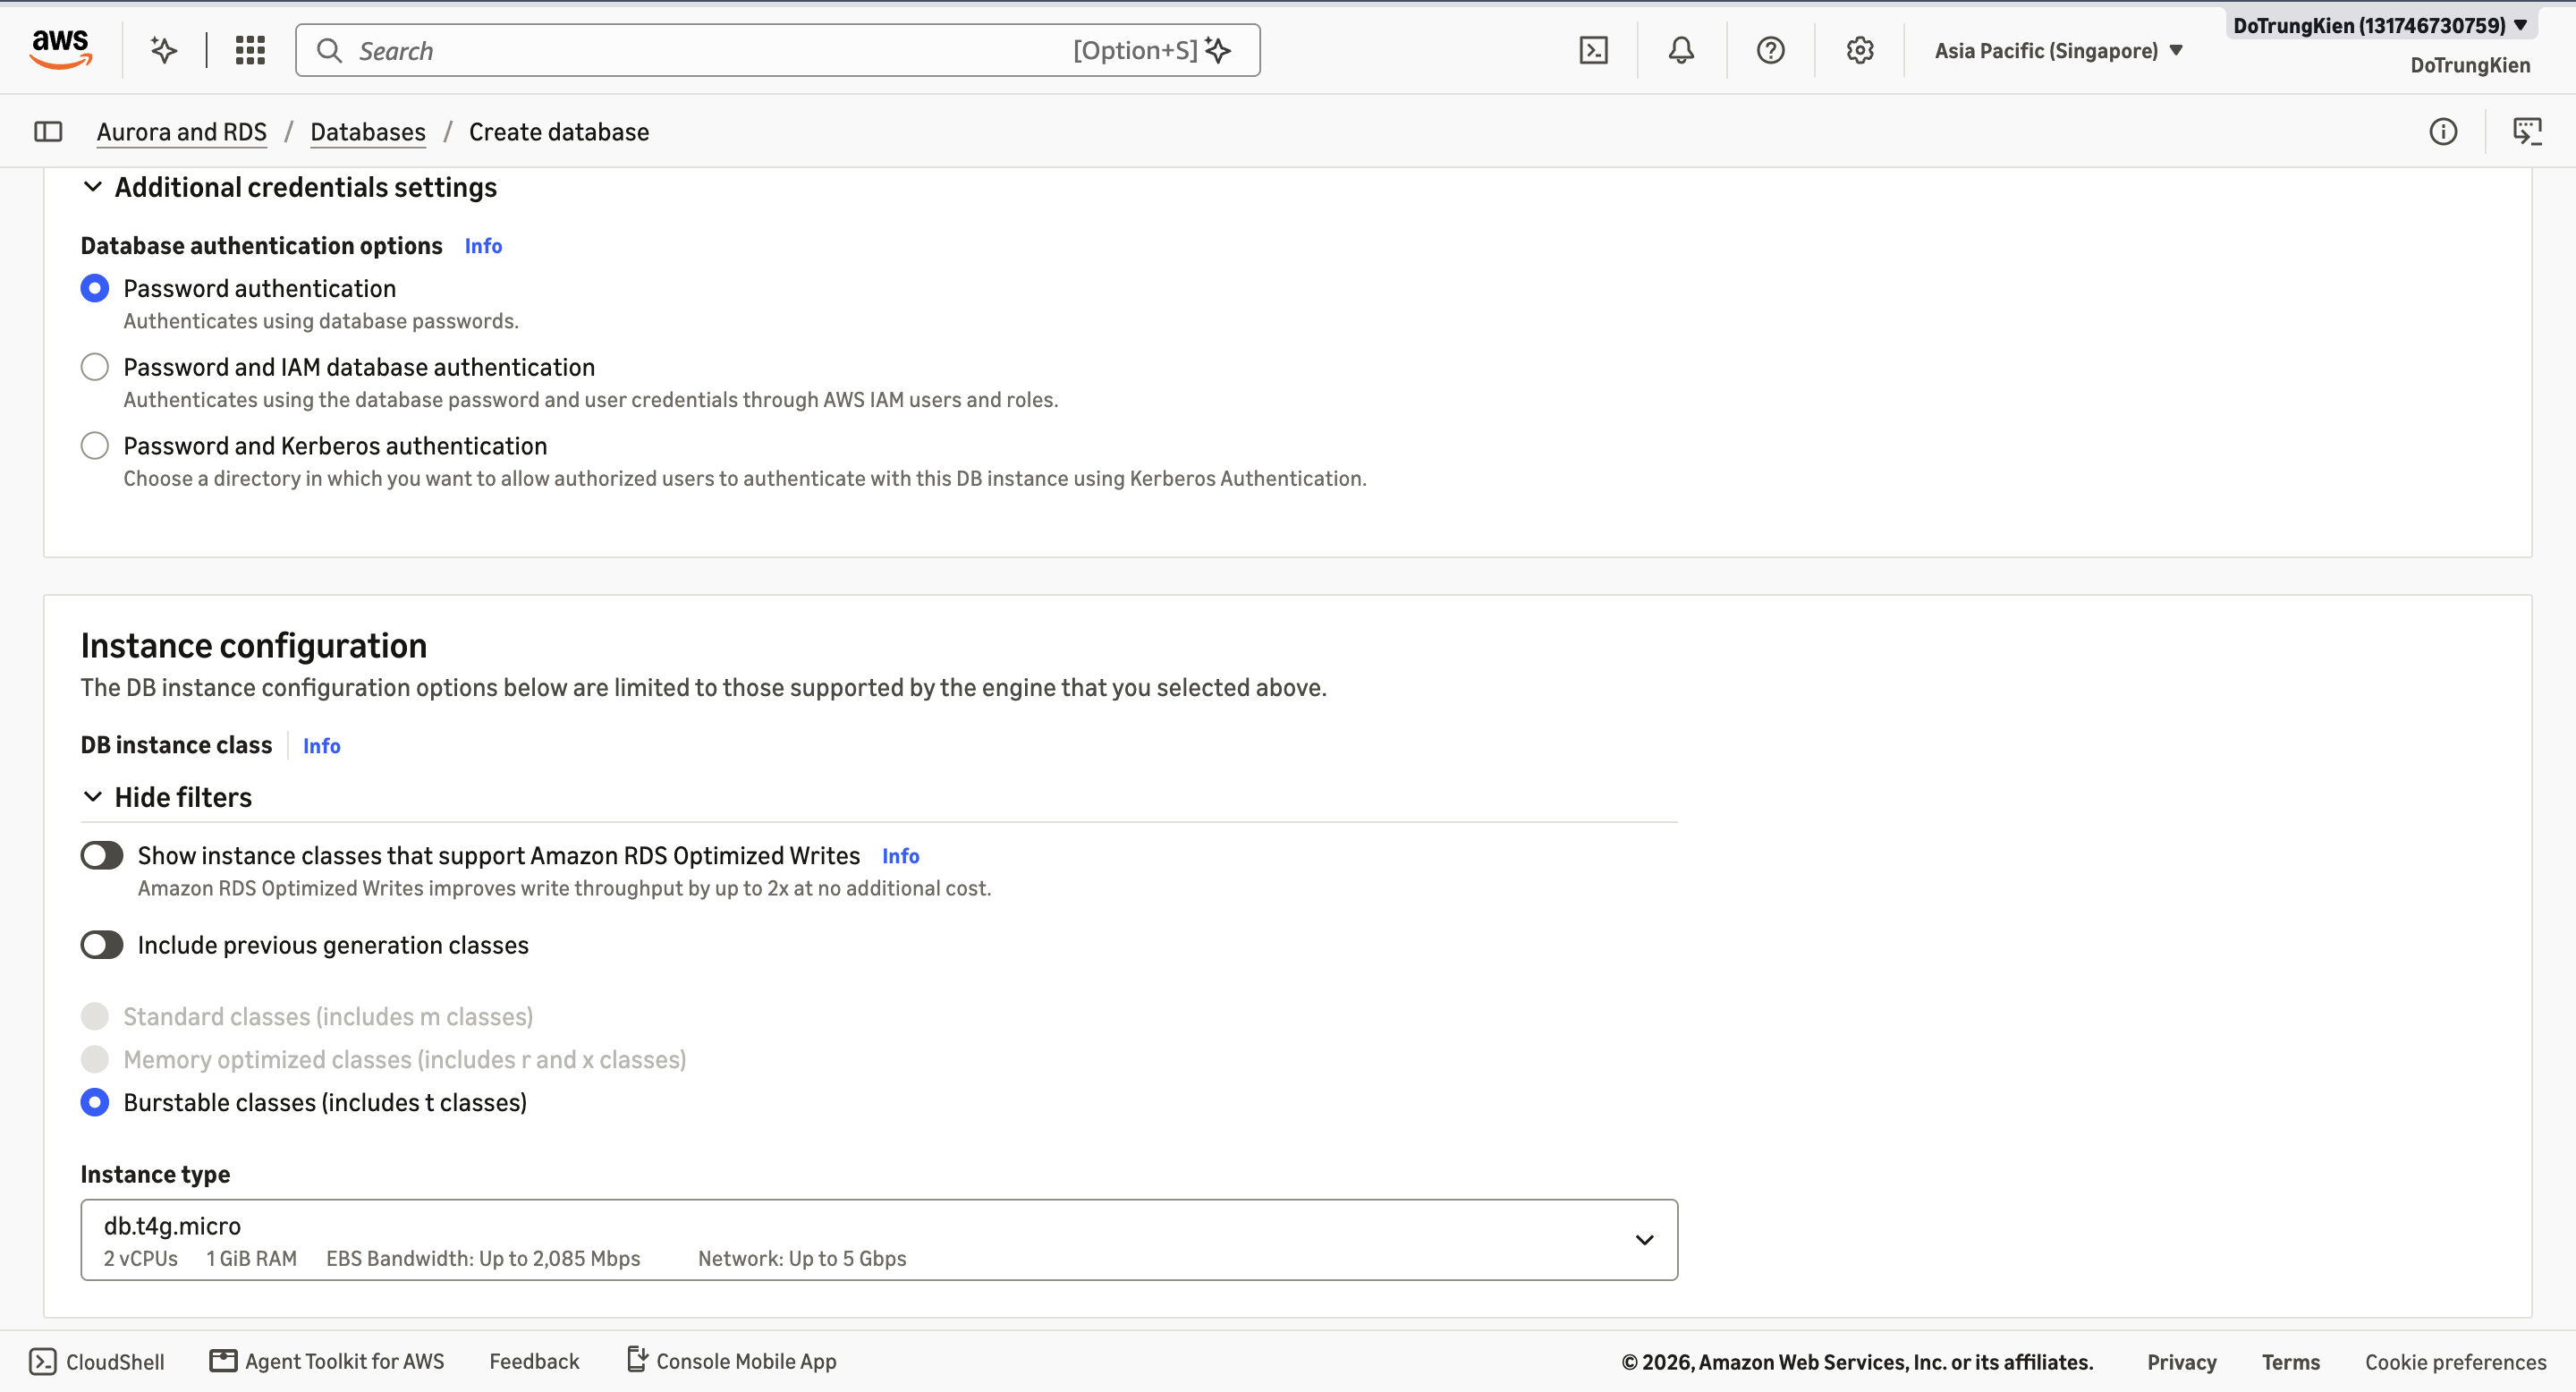 aws
Search
[Option+S]
Asia Pacific (Singapore)
DoTrungKien (131746730759)
DoTrungKien
Aurora and RDS / Databases / Create database
Additional credentials settings
Database authentication options Info
Password authentication
Authenticates using database passwords.
Password and IAM database authentication
Authenticates using the database password and user credentials through AWS IAM users and roles.
Password and Kerberos authentication
Choose a directory in which you want to allow authorized users to authenticate with this DB instance using Kerberos Authentication.
Instance configuration
The DB instance configuration options below are limited to those supported by the engine that you selected above.
DB instance class Info
Hide filters
Show instance classes that support Amazon RDS Optimized Writes Info
Amazon RDS Optimized Writes improves write throughput by up to 2x at no additional cost.
Include previous generation classes
Standard classes (includes m classes)
Memory optimized classes (includes r and x classes)
Burstable classes (includes t classes)
Instance type
db.t4g.micro
2 vCPUs 1 GiB RAM EBS Bandwidth: Up to 2,085 Mbps Network: Up to 5 Gbps
CloudShell Agent Toolkit for AWS Feedback Console Mobile App © 2026, Amazon Web Services, Inc. or its affiliates. Privacy Terms Cookie preferences